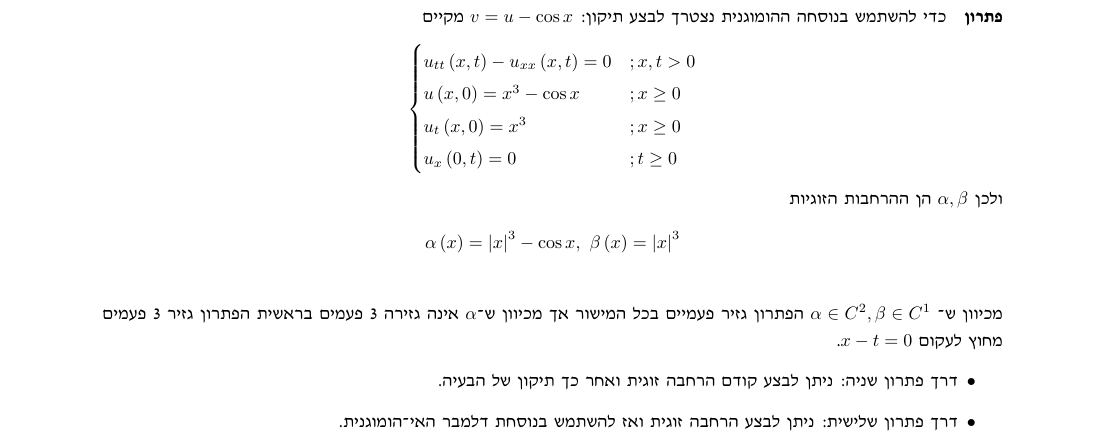 פתרון כדי להשתמש בנוסחה ההומוגנית נצטרך לבצע תיקון: v = u − cos x מקיים
u_tt (x, t) − u_xx (x, t) = 0 ; x, t > 0
u (x, 0) = x³ − cos x ; x ≥ 0
u_t (x, 0) = x³ ; x ≥ 0
u_x (0, t) = 0 ; t ≥ 0
ולכן α, β הן ההרחבות הזוגיות
α (x) = |x|³ − cos x, β (x) = |x|³
מכיוון ש־ α ∈ C², β ∈ C¹ הפתרון גזיר פעמיים בכל המישור אך מכיוון ש־α אינה גזירה 3 פעמים בראשית הפתרון גזיר 3 פעמים
מחוץ לעקום x − t = 0.
• דרך פתרון שניה: ניתן לבצע קודם הרחבה זוגית ואחר כך תיקון של הבעיה.
• דרך פתרון שלישית: ניתן לבצע הרחבה זוגית ואז להשתמש בנוסחת דלמבר האי־הומוגנית.